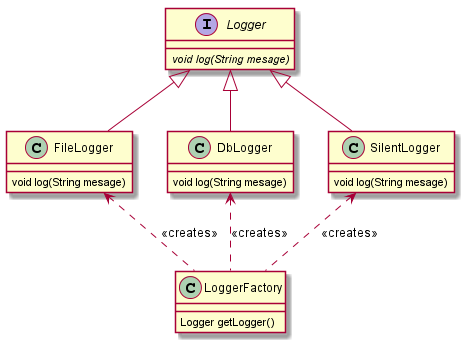 I Logger
void log(String mesage)
C FileLogger
void log(String mesage)
C DbLogger
void log(String mesage)
C SilentLogger
void log(String mesage)
«creates»
«creates»
«creates»
C LoggerFactory
Logger getLogger()